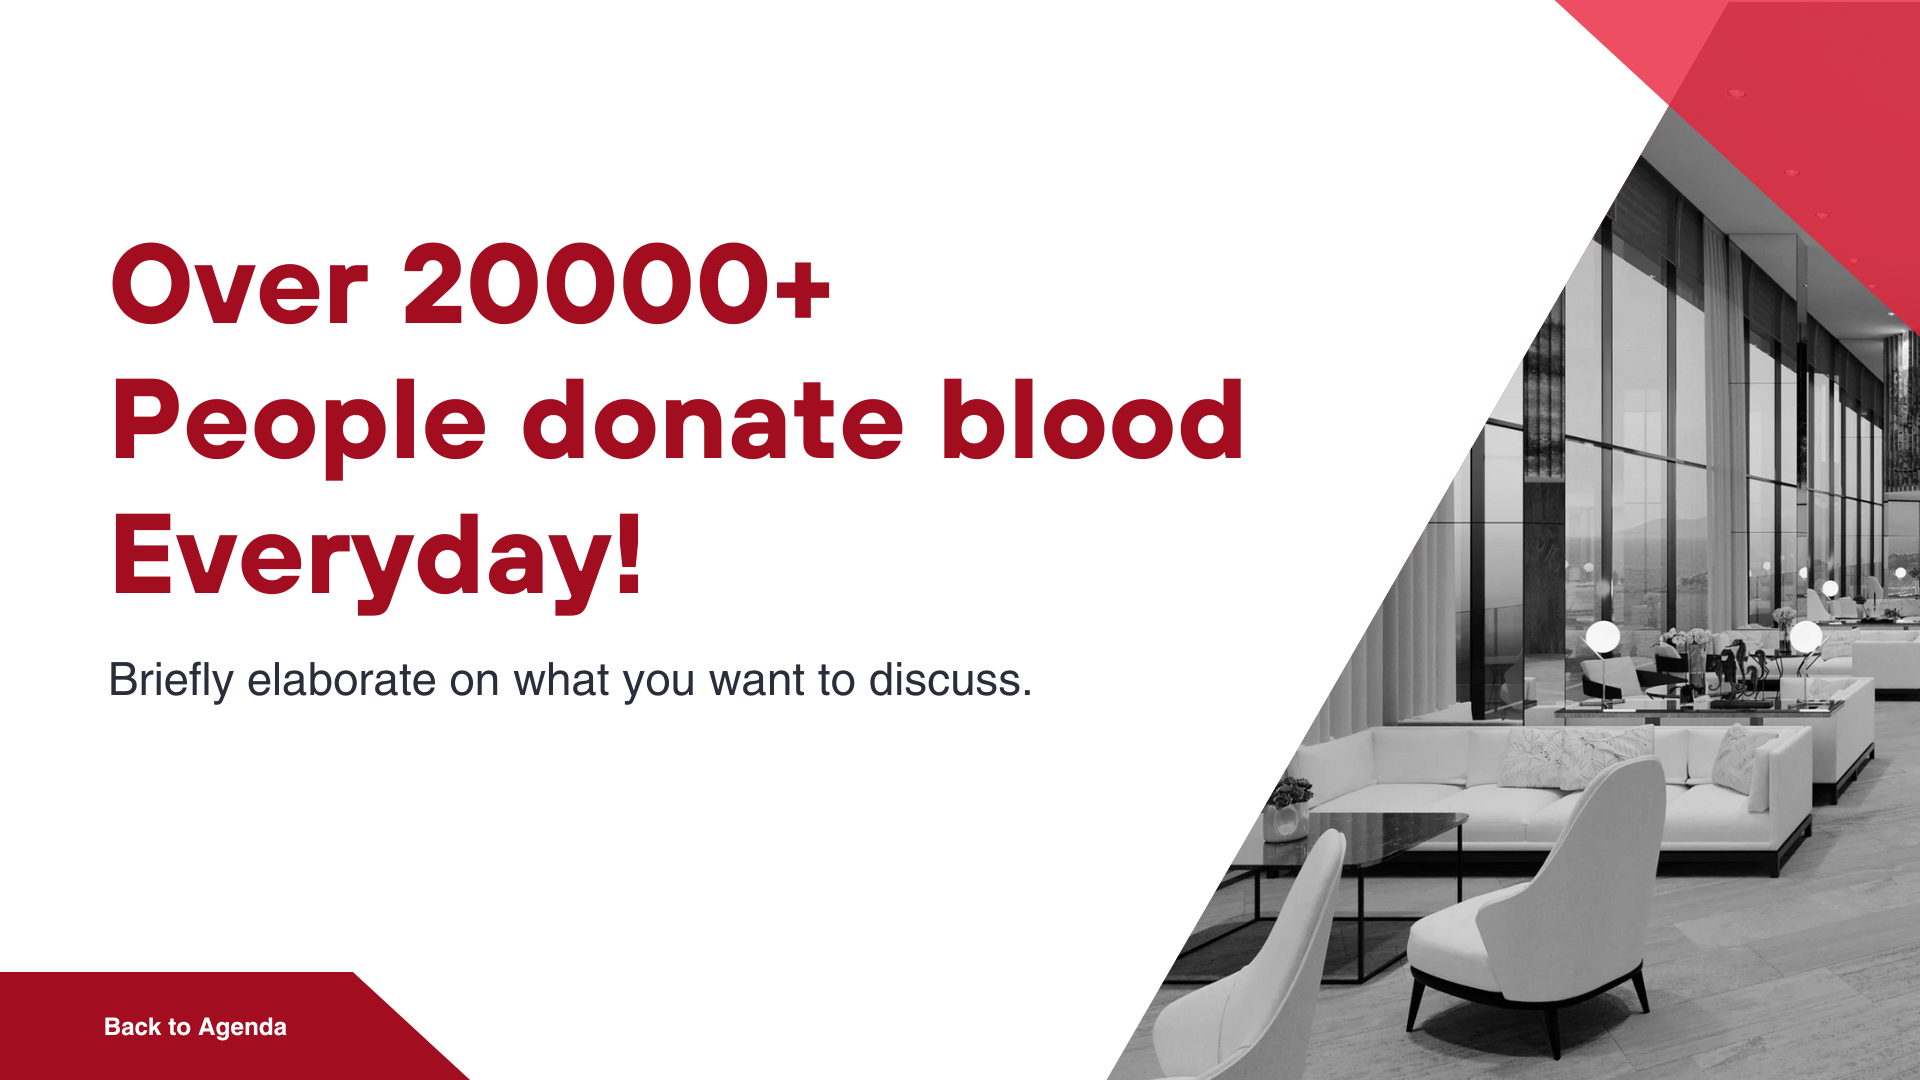 Over 20000+
People donate blood
Everyday!
Briefly elaborate on what you want to discuss.
Back to Agenda